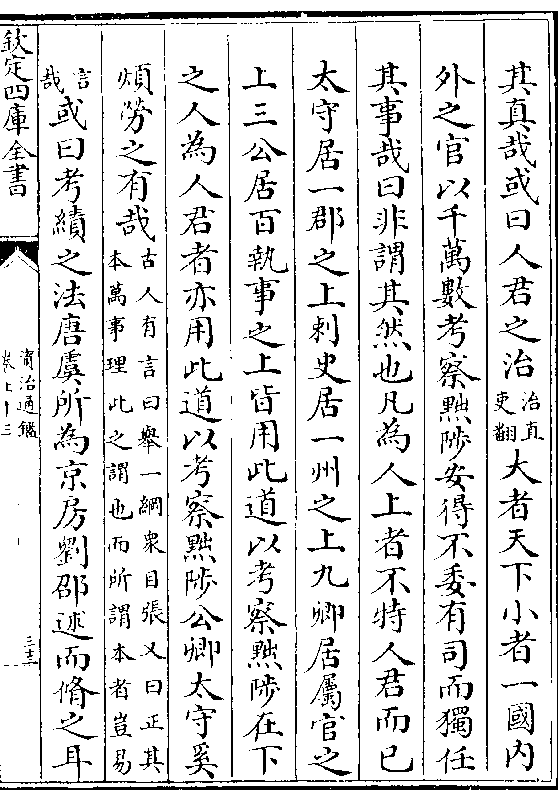 其真哉或曰人君之治治直吏翻大者天下小者一國内
外之官以千萬數考察黜陟安得不委有司而獨任
其事哉曰非謂其然也凡為人上者不特人君而已
太守居一郡之上刺史居一州之上九卿居屬官之
上三公居百執事之上皆用此道以考察黜陟在下
之人為人君者亦用此道以考察黜陟公卿太守奚
煩勞之有哉古人有言曰舉一綱衆目張又曰正其本萬事理此之謂也而所謂本者豈易
言哉或曰考績之法唐虞所為京房劉邵述而脩之耳
欽定四庫全書
資治通鑑
卷七十三
三十三